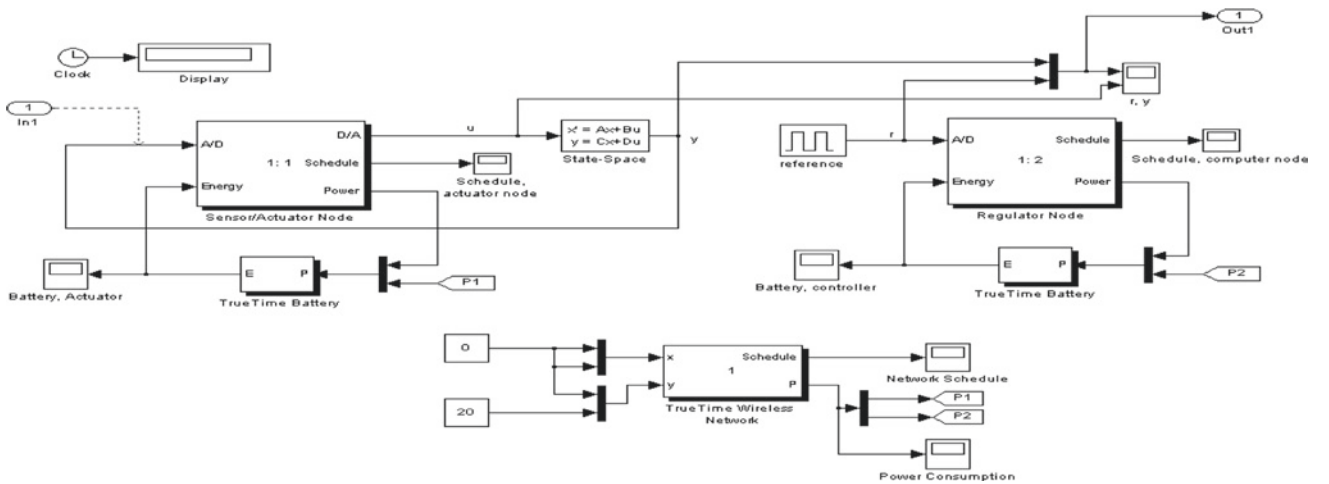 1
Out1
Clock
Display
r, y
1
In1
A/D
D/A
1: 1
Schedule
Energy
Power
Sensor/Actuator Node
u
x' = Ax+Bu
y = Cx+Du
State-Space
y
Schedule,
actuator node
reference
r
A/D
Schedule
1: 2
Energy
Power
Regulator Node
Schedule, computer node
Battery, Actuator
E
P
TrueTime Battery
P1
Battery, controller
E
P
TrueTime Battery
P2
0
20
x
Schedule
1
y
P
TrueTime Wireless
Network
Network Schedule
P1
P2
Power Consumption